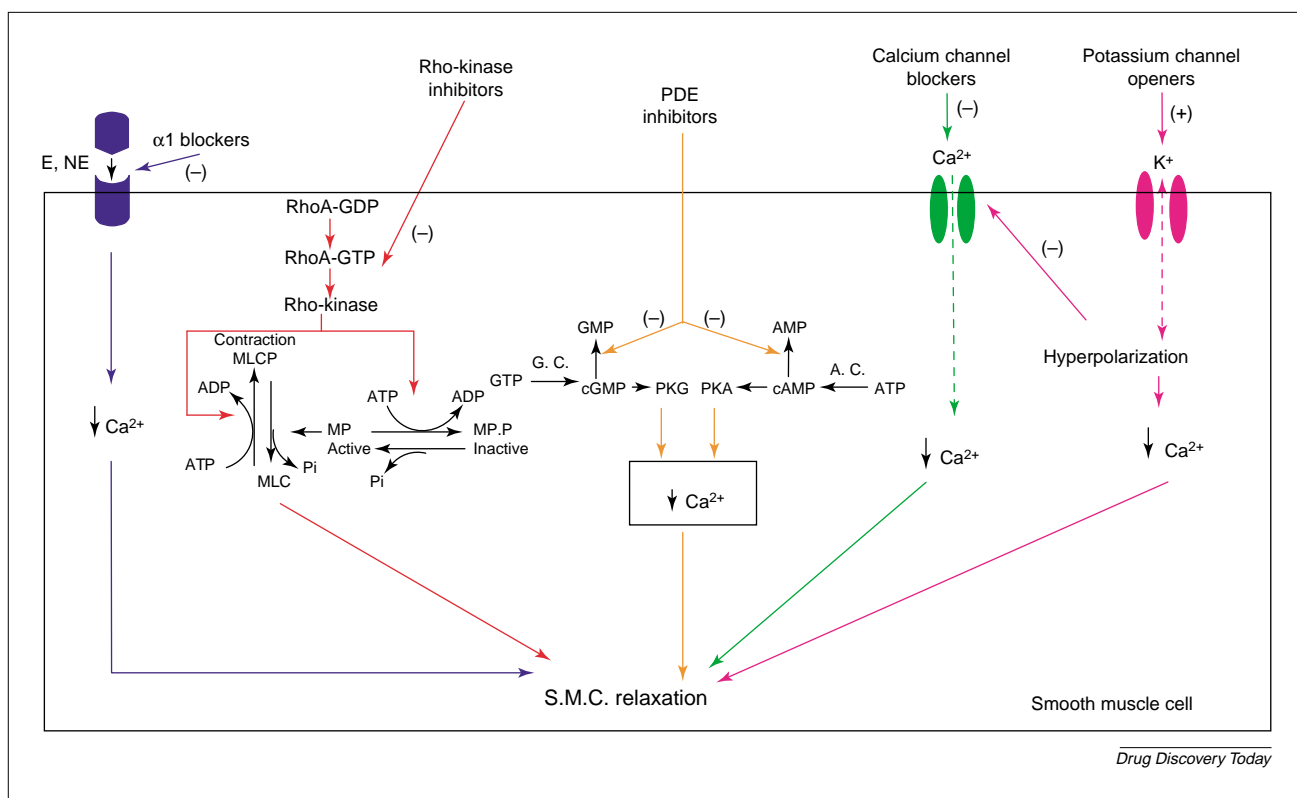 Calcium channel
blockers
Potassium channel
openers
Rho-kinase
inhibitors
PDE
inhibitors
(–)
(+)
α1 blockers
E, NE
(–)
Ca2+
K+
RhoA-GDP
(–)
RhoA-GTP
(–)
Rho-kinase
GMP
(–)
(–)
AMP
Contraction
MLCP
Hyperpolarization
G. C.
A. C.
ADP
ATP
ADP
GTP
cGMP
PKG
PKA
cAMP
ATP
Ca2+
MP
MP.P
Active
Inactive
Ca2+
Ca2+
ATP
Pi
MLC
Pi
Ca2+
S.M.C. relaxation
Smooth muscle cell
Drug Discovery Today